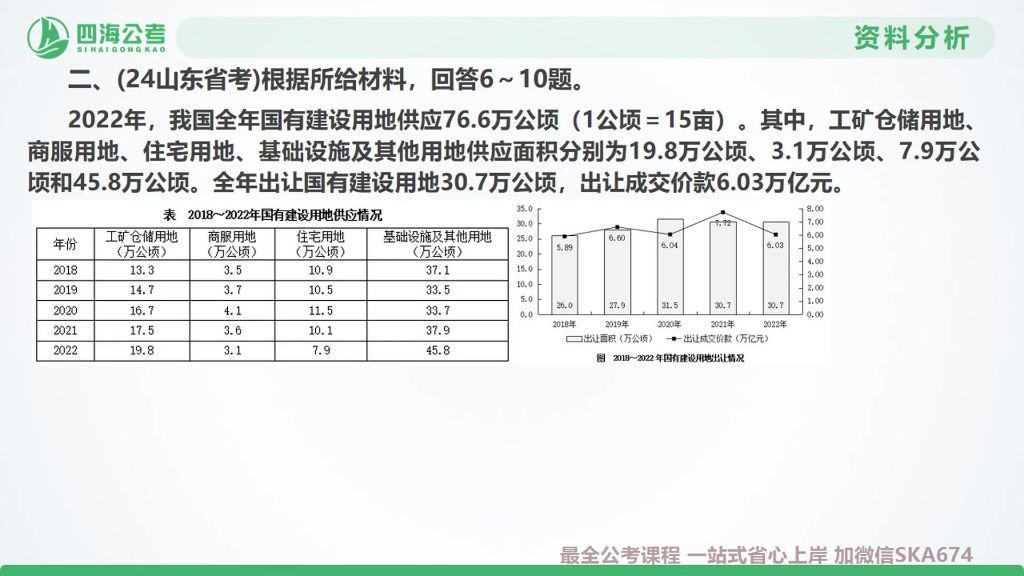 四海公考
SIHAIGONGKAO
资料分析
二、(24山东省考)根据所给材料，回答6～10题。
2022年，我国全年国有建设用地供应76.6万公顷（1公顷＝15亩）。其中，工矿仓储用地、
商服用地、住宅用地、基础设施及其他用地供应面积分别为19.8万公顷、3.1万公顷、7.9万公
顷和45.8万公顷。全年出让国有建设用地30.7万公顷，出让成交价款6.03万亿元。
表 2018～2022年国有建设用地供应情况
年份 工矿仓储用地（万公顷） 商服用地（万公顷） 住宅用地（万公顷） 基础设施及其他用地（万公顷）
2018 13.3 3.5 10.9 37.1
2019 14.7 3.7 10.5 33.5
2020 16.7 4.1 11.5 33.7
2021 17.5 3.6 10.1 37.9
2022 19.8 3.1 7.9 45.8
35.0 8.00
30.0 7.00
25.0 6.00
20.0 5.00
15.0 4.00
10.0 3.00
5.0 2.00
0.0 1.00
0.00
5.89 6.60 6.04 7.72 6.03
26.0 27.9 31.5 30.7 30.7
2018年 2019年 2020年 2021年 2022年
出让面积（万公顷） 出让成交价款（万亿元）
图 2018～2022年国有建设用地出让情况
最全公考课程 一站式省心上岸 加微信SKA674